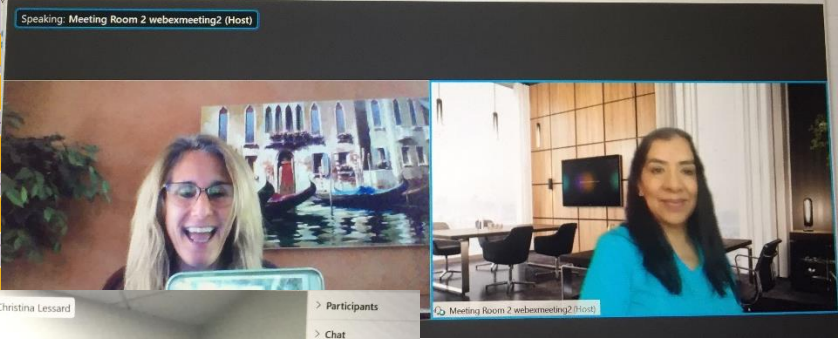 Speaking: Meeting Room 2 webexmeeting2 (Host)
Meeting Room 2 webexmeeting2 (Host)
Christina Lessard
Participants
Chat